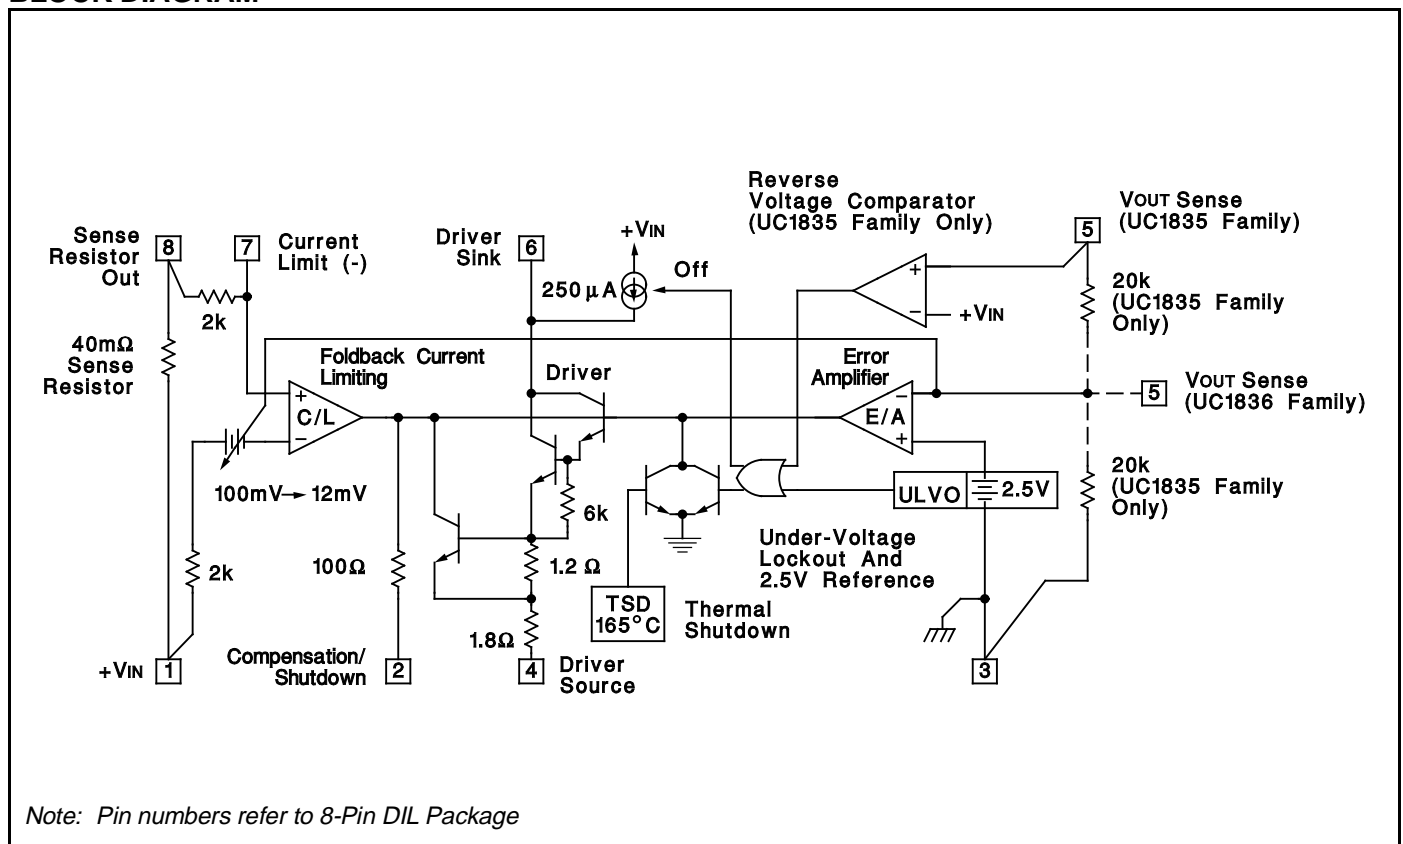 BLOCK DIAGRAM
Sense
Resistor
Out
8
7
Current
Limit (-)
2k
40mΩ
Sense
Resistor
Driver
Sink
6
+VIN
250 µA
Off
Reverse
Voltage Comparator
(UC1835 Family Only)
+
−
+VIN
5
VOUT Sense
(UC1835 Family)
20k
(UC1835 Family
Only)
Foldback Current
Limiting
Driver
Error
Amplifier
+
C/L
−
−
E/A
+
5
VOUT Sense
(UC1836 Family)
100mV → 12mV
6k
ULVO
2.5V
20k
(UC1835 Family
Only)
2k
100Ω
1.2 Ω
Under-Voltage
Lockout And
2.5V Reference
TSD
165°C
Thermal
Shutdown
1.8Ω
+VIN
1
Compensation/
Shutdown
2
4
Driver
Source
3
Note: Pin numbers refer to 8-Pin DIL Package